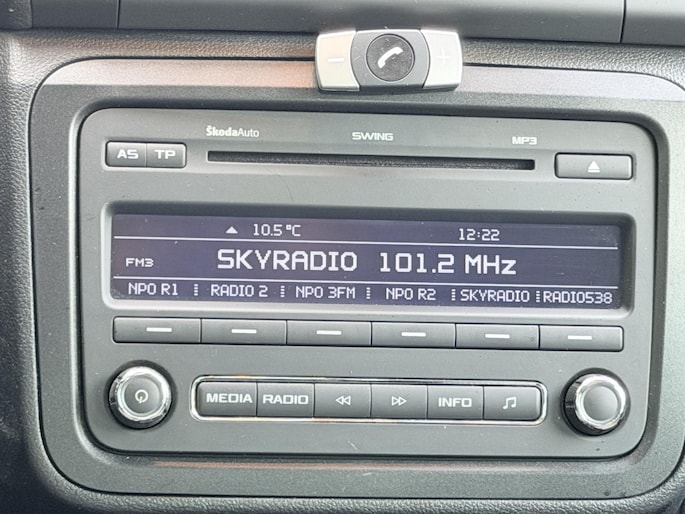 ŠkodaAuto SWING MP3
AS TP
10.5°C 12:22
FM3 SKYRADIO 101.2 MHz
NPO R1 RADIO 2 NPO 3FM NPO R2 SKYRADIO RADIO538
MEDIA RADIO INFO